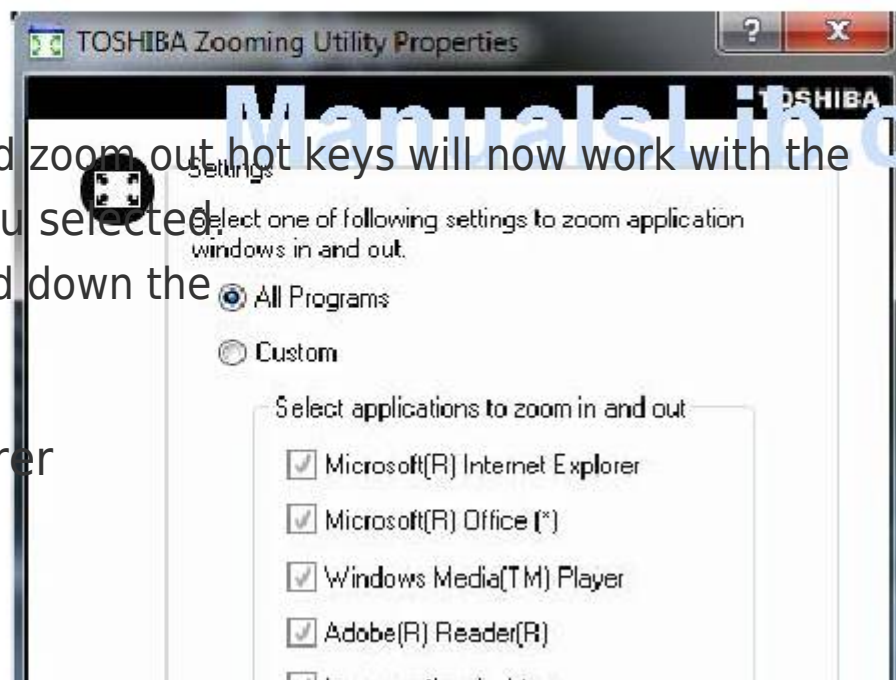 TOSHIBA Zooming Utility Properties
TOSHIBA
ManualsLib.c
d zoom out hot keys will now work with the
Settings
u selected.
Select one of following settings to zoom application
windows in and out.
d down the
All Programs
Custom
Select applications to zoom in and out
rer
Microsoft(R) Internet Explorer
Microsoft(R) Office (*)
Windows Media(TM) Player
Adobe(R) Reader(R)